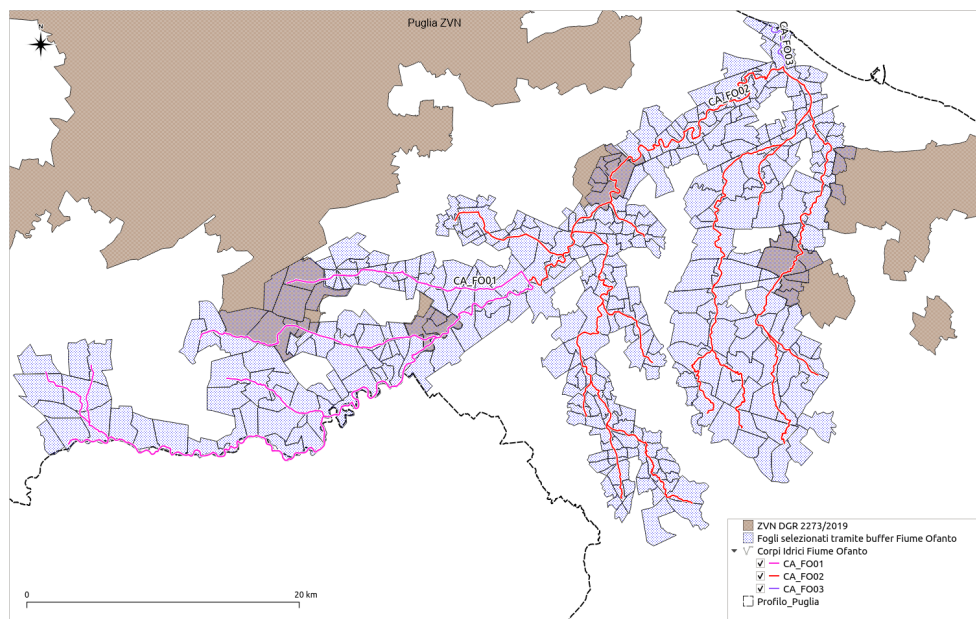 Puglia ZVN
N
CA_FO03
CA_FO02
CA_FO01
ZVN DGR 2273/2019
Fogli selezionati tramite buffer Fiume Ofanto
Corpi Idrici Fiume Ofanto
CA_FO01
CA_FO02
CA_FO03
Profilo_Puglia
0
20 km